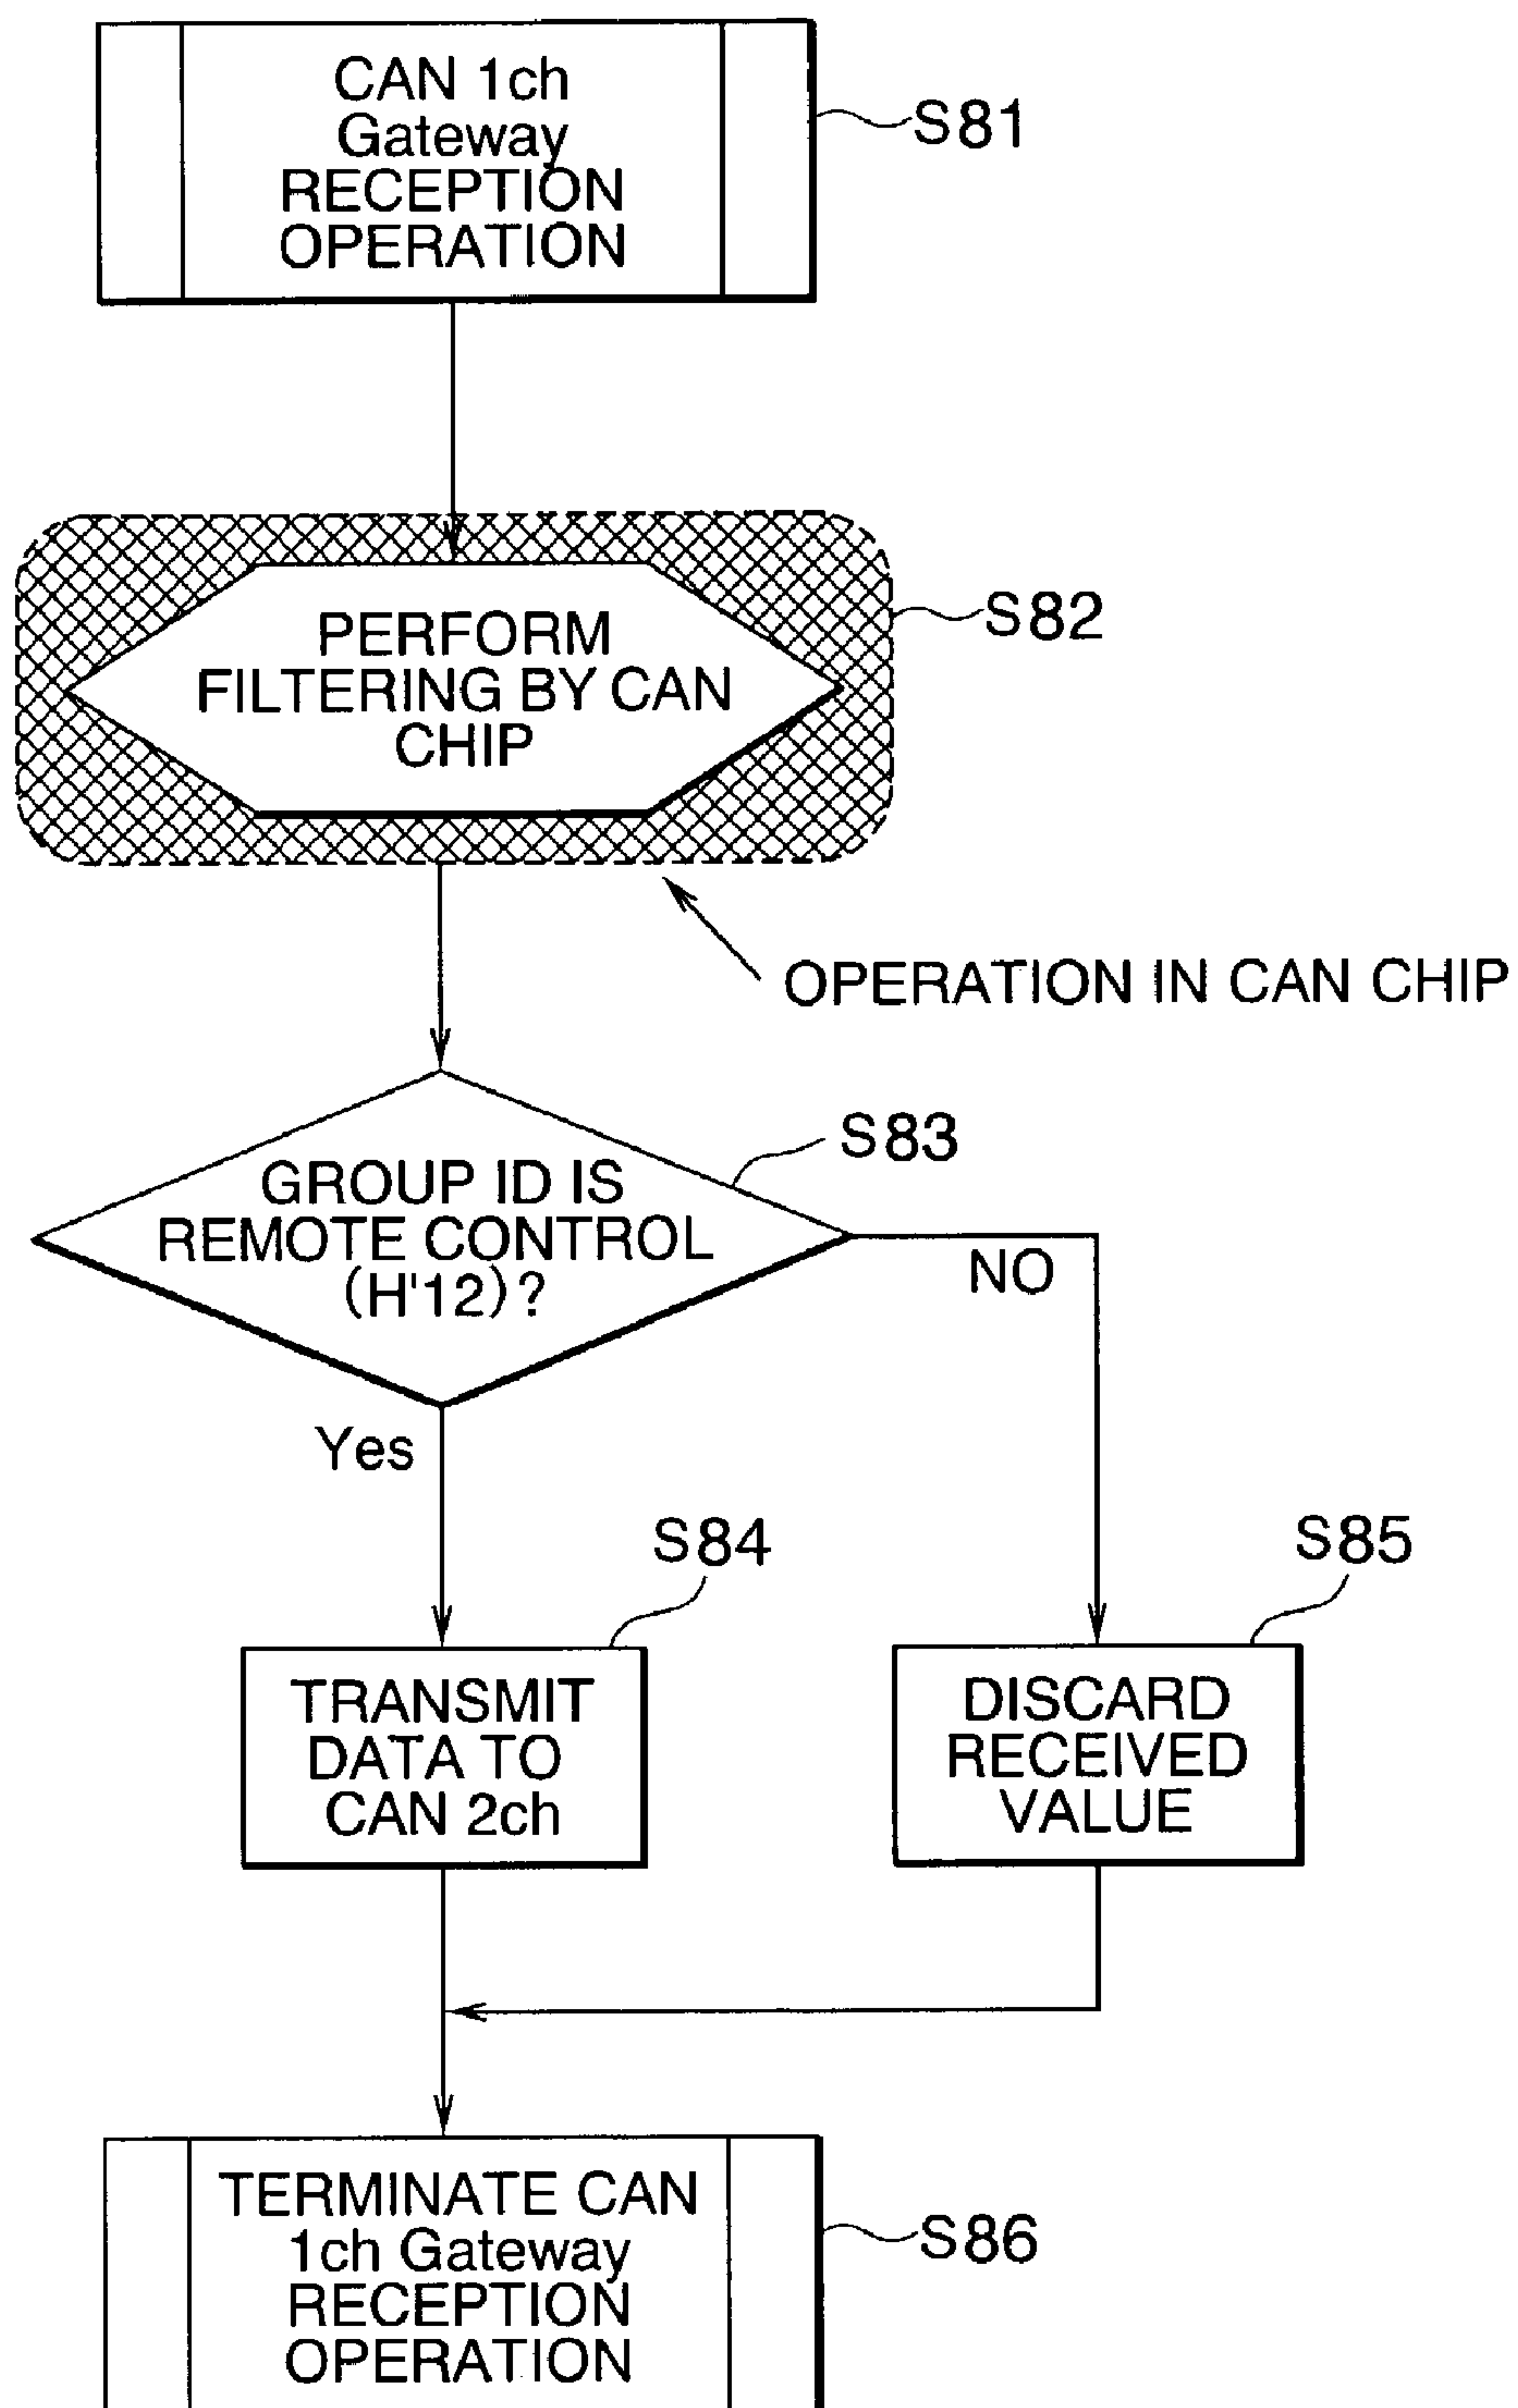 CAN 1ch
Gateway
RECEPTION
OPERATION
S81
PERFORM
FILTERING BY CAN
CHIP
S82
OPERATION IN CAN CHIP
S83
GROUP ID IS
REMOTE CONTROL
(H'12)?
NO
Yes
S84
S85
TRANSMIT
DATA TO
CAN 2ch
DISCARD
RECEIVED
VALUE
TERMINATE CAN
1ch Gateway
RECEPTION
OPERATION
S86